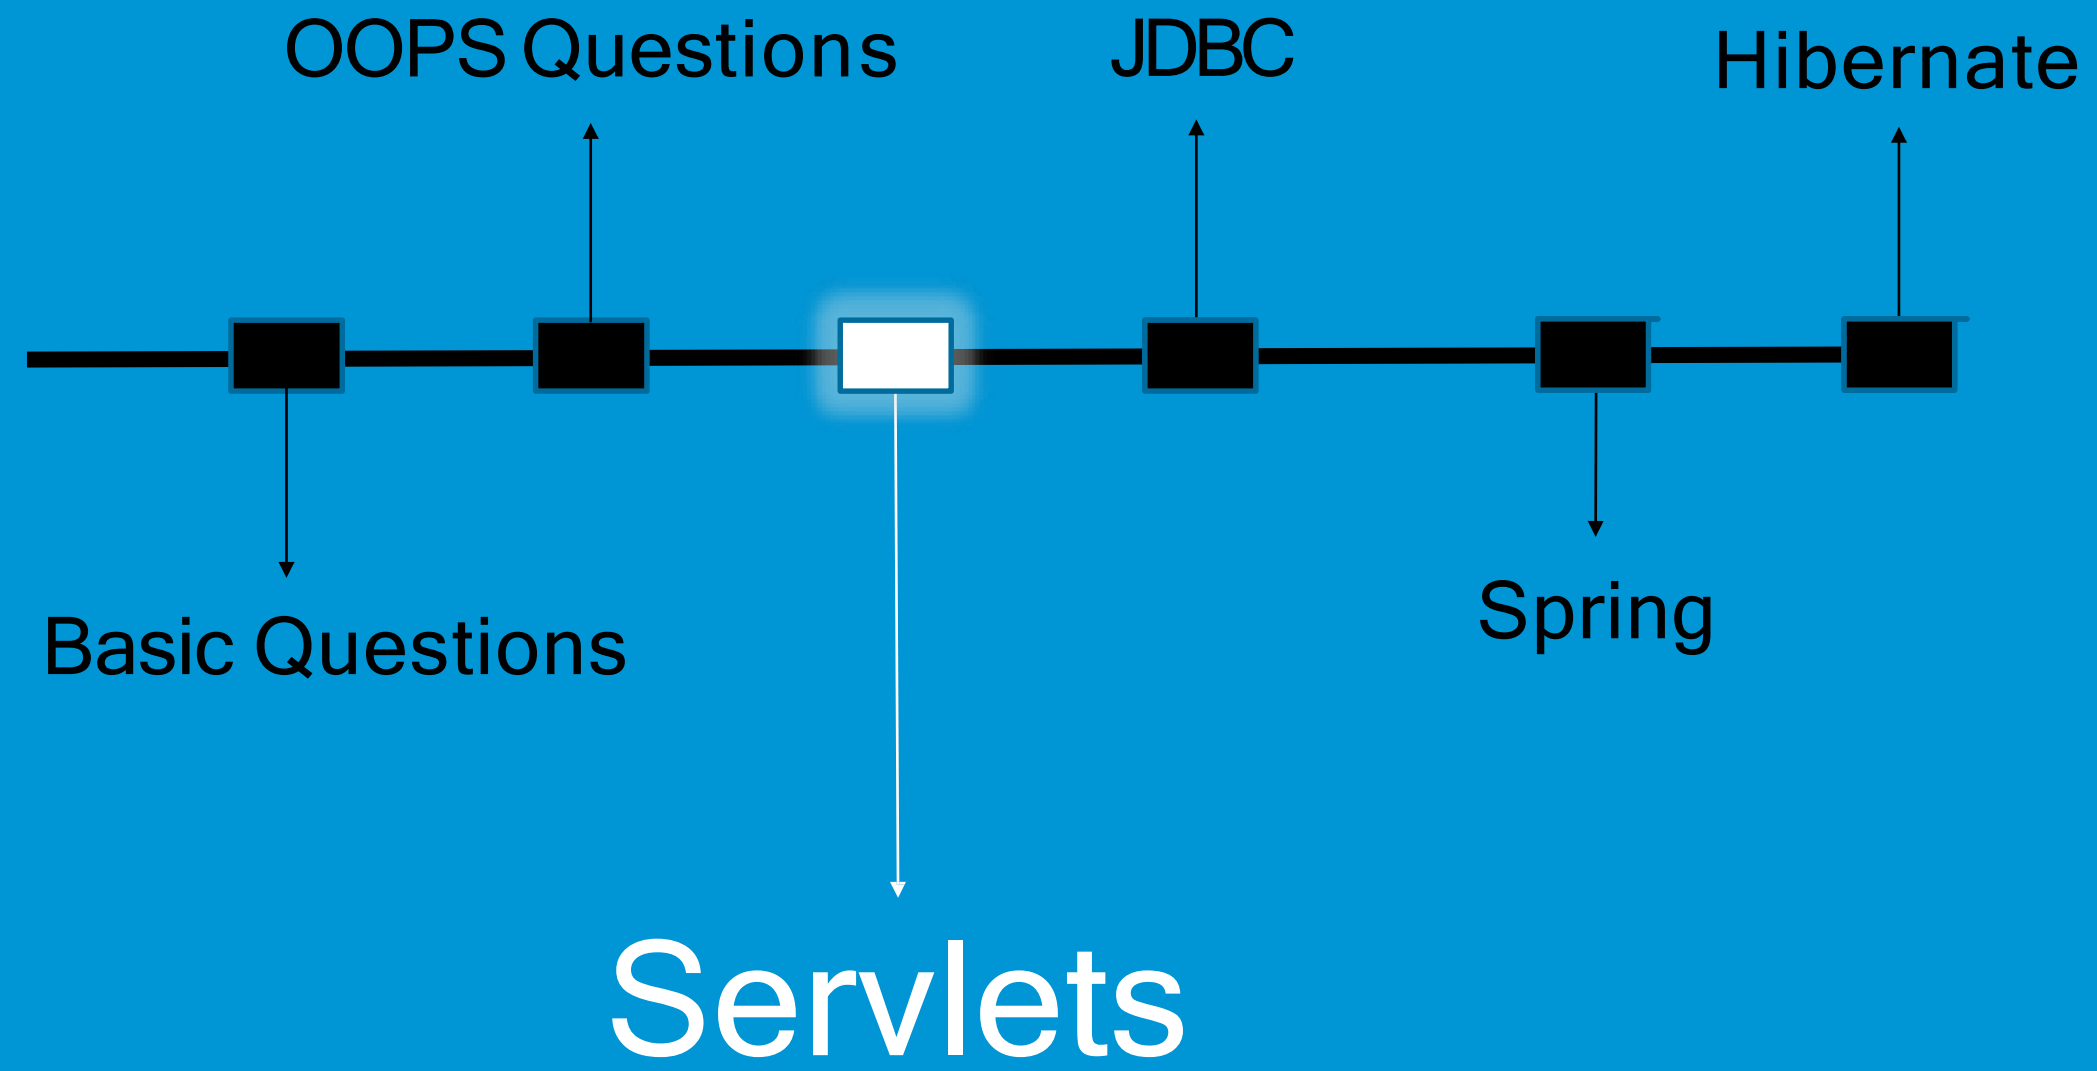 OOPS Questions
JDBC
Hibernate
Basic Questions
Spring
Servlets